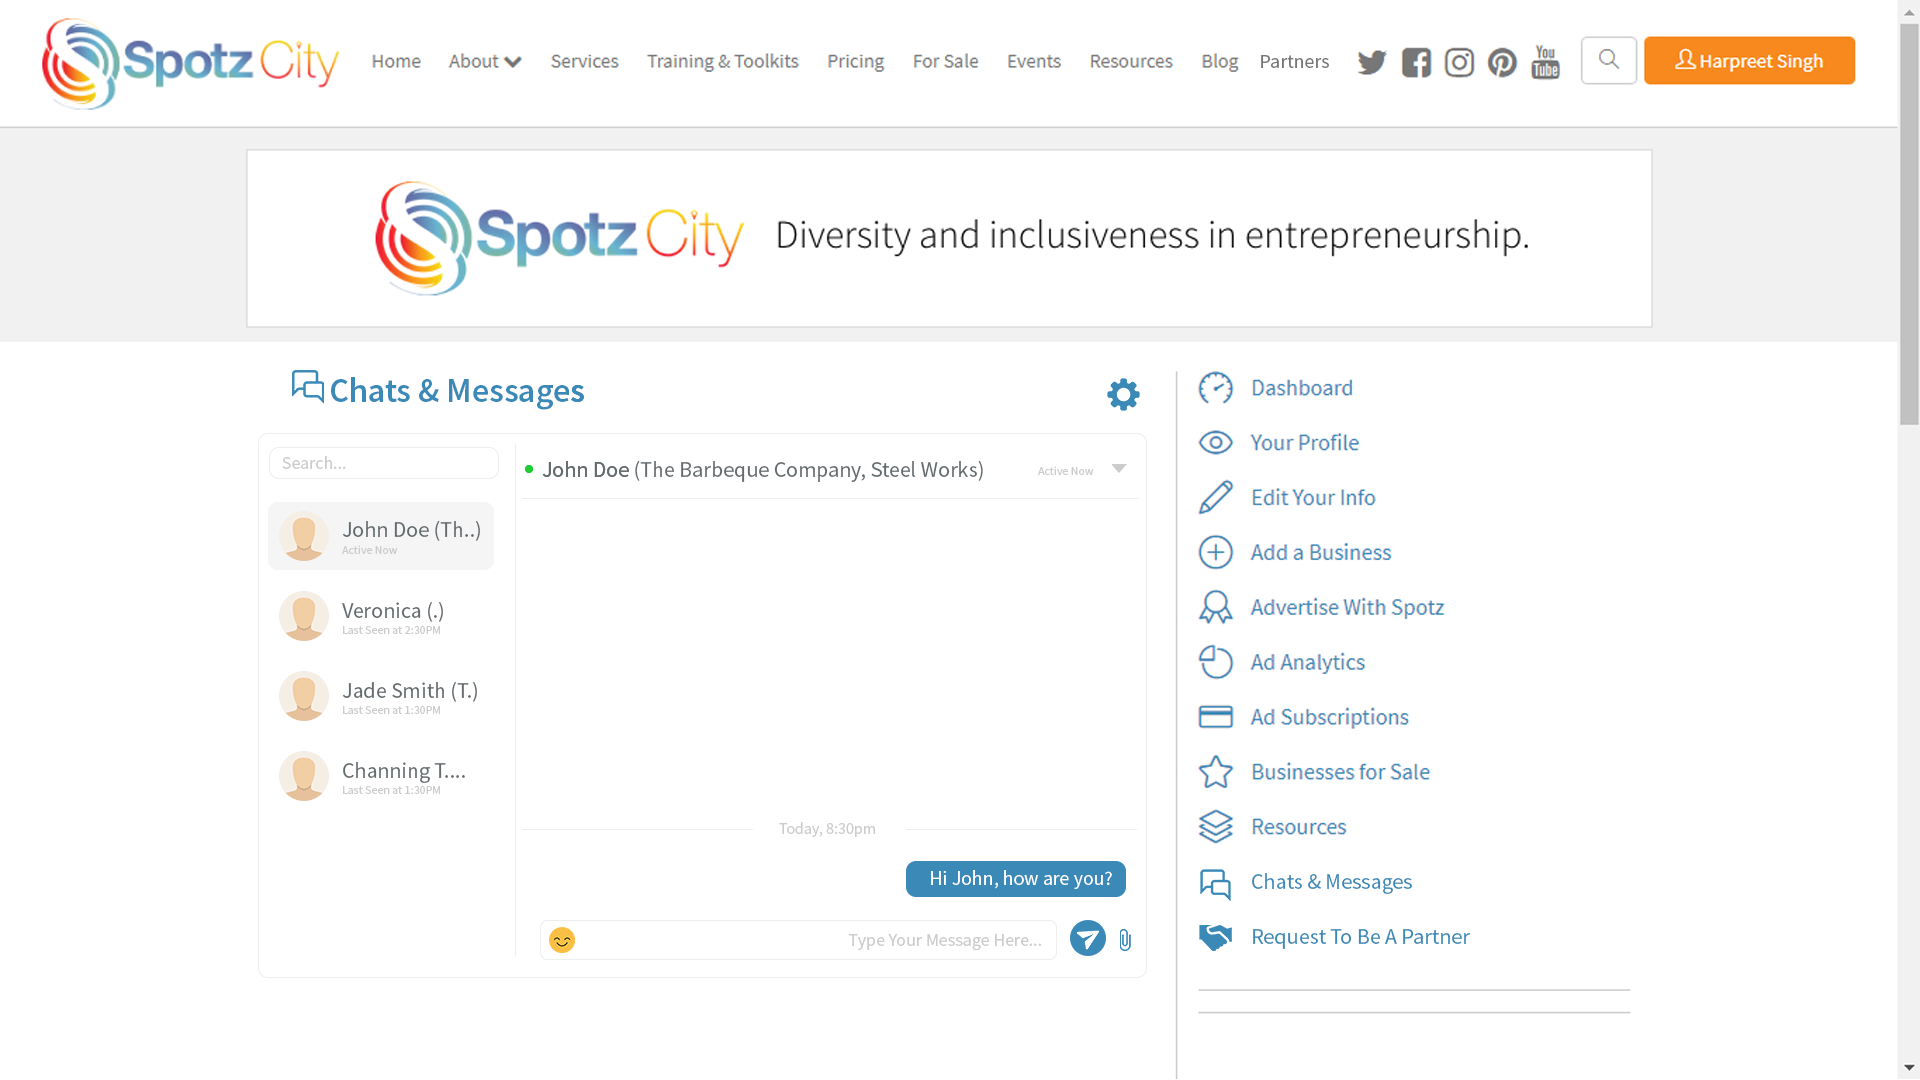 Spotz City
Home About Services Training & Toolkits Pricing For Sale Events Resources Blog Partners
You
Tube
Harpreet Singh
Spotz City
Diversity and inclusiveness in entrepreneurship.
Chats & Messages
Search...
John Doe (Th..)
Active Now
Veronica (.)
Last Seen at 2:30PM
Jade Smith (T.)
Last Seen at 1:30PM
Channing T....
Last Seen at 1:30PM
John Doe (The Barbeque Company, Steel Works)
Active Now
Today, 8:30pm
Hi John, how are you?
Type Your Message Here...
Dashboard
Your Profile
Edit Your Info
Add a Business
Advertise With Spotz
Ad Analytics
Ad Subscriptions
Businesses for Sale
Resources
Chats & Messages
Request To Be A Partner